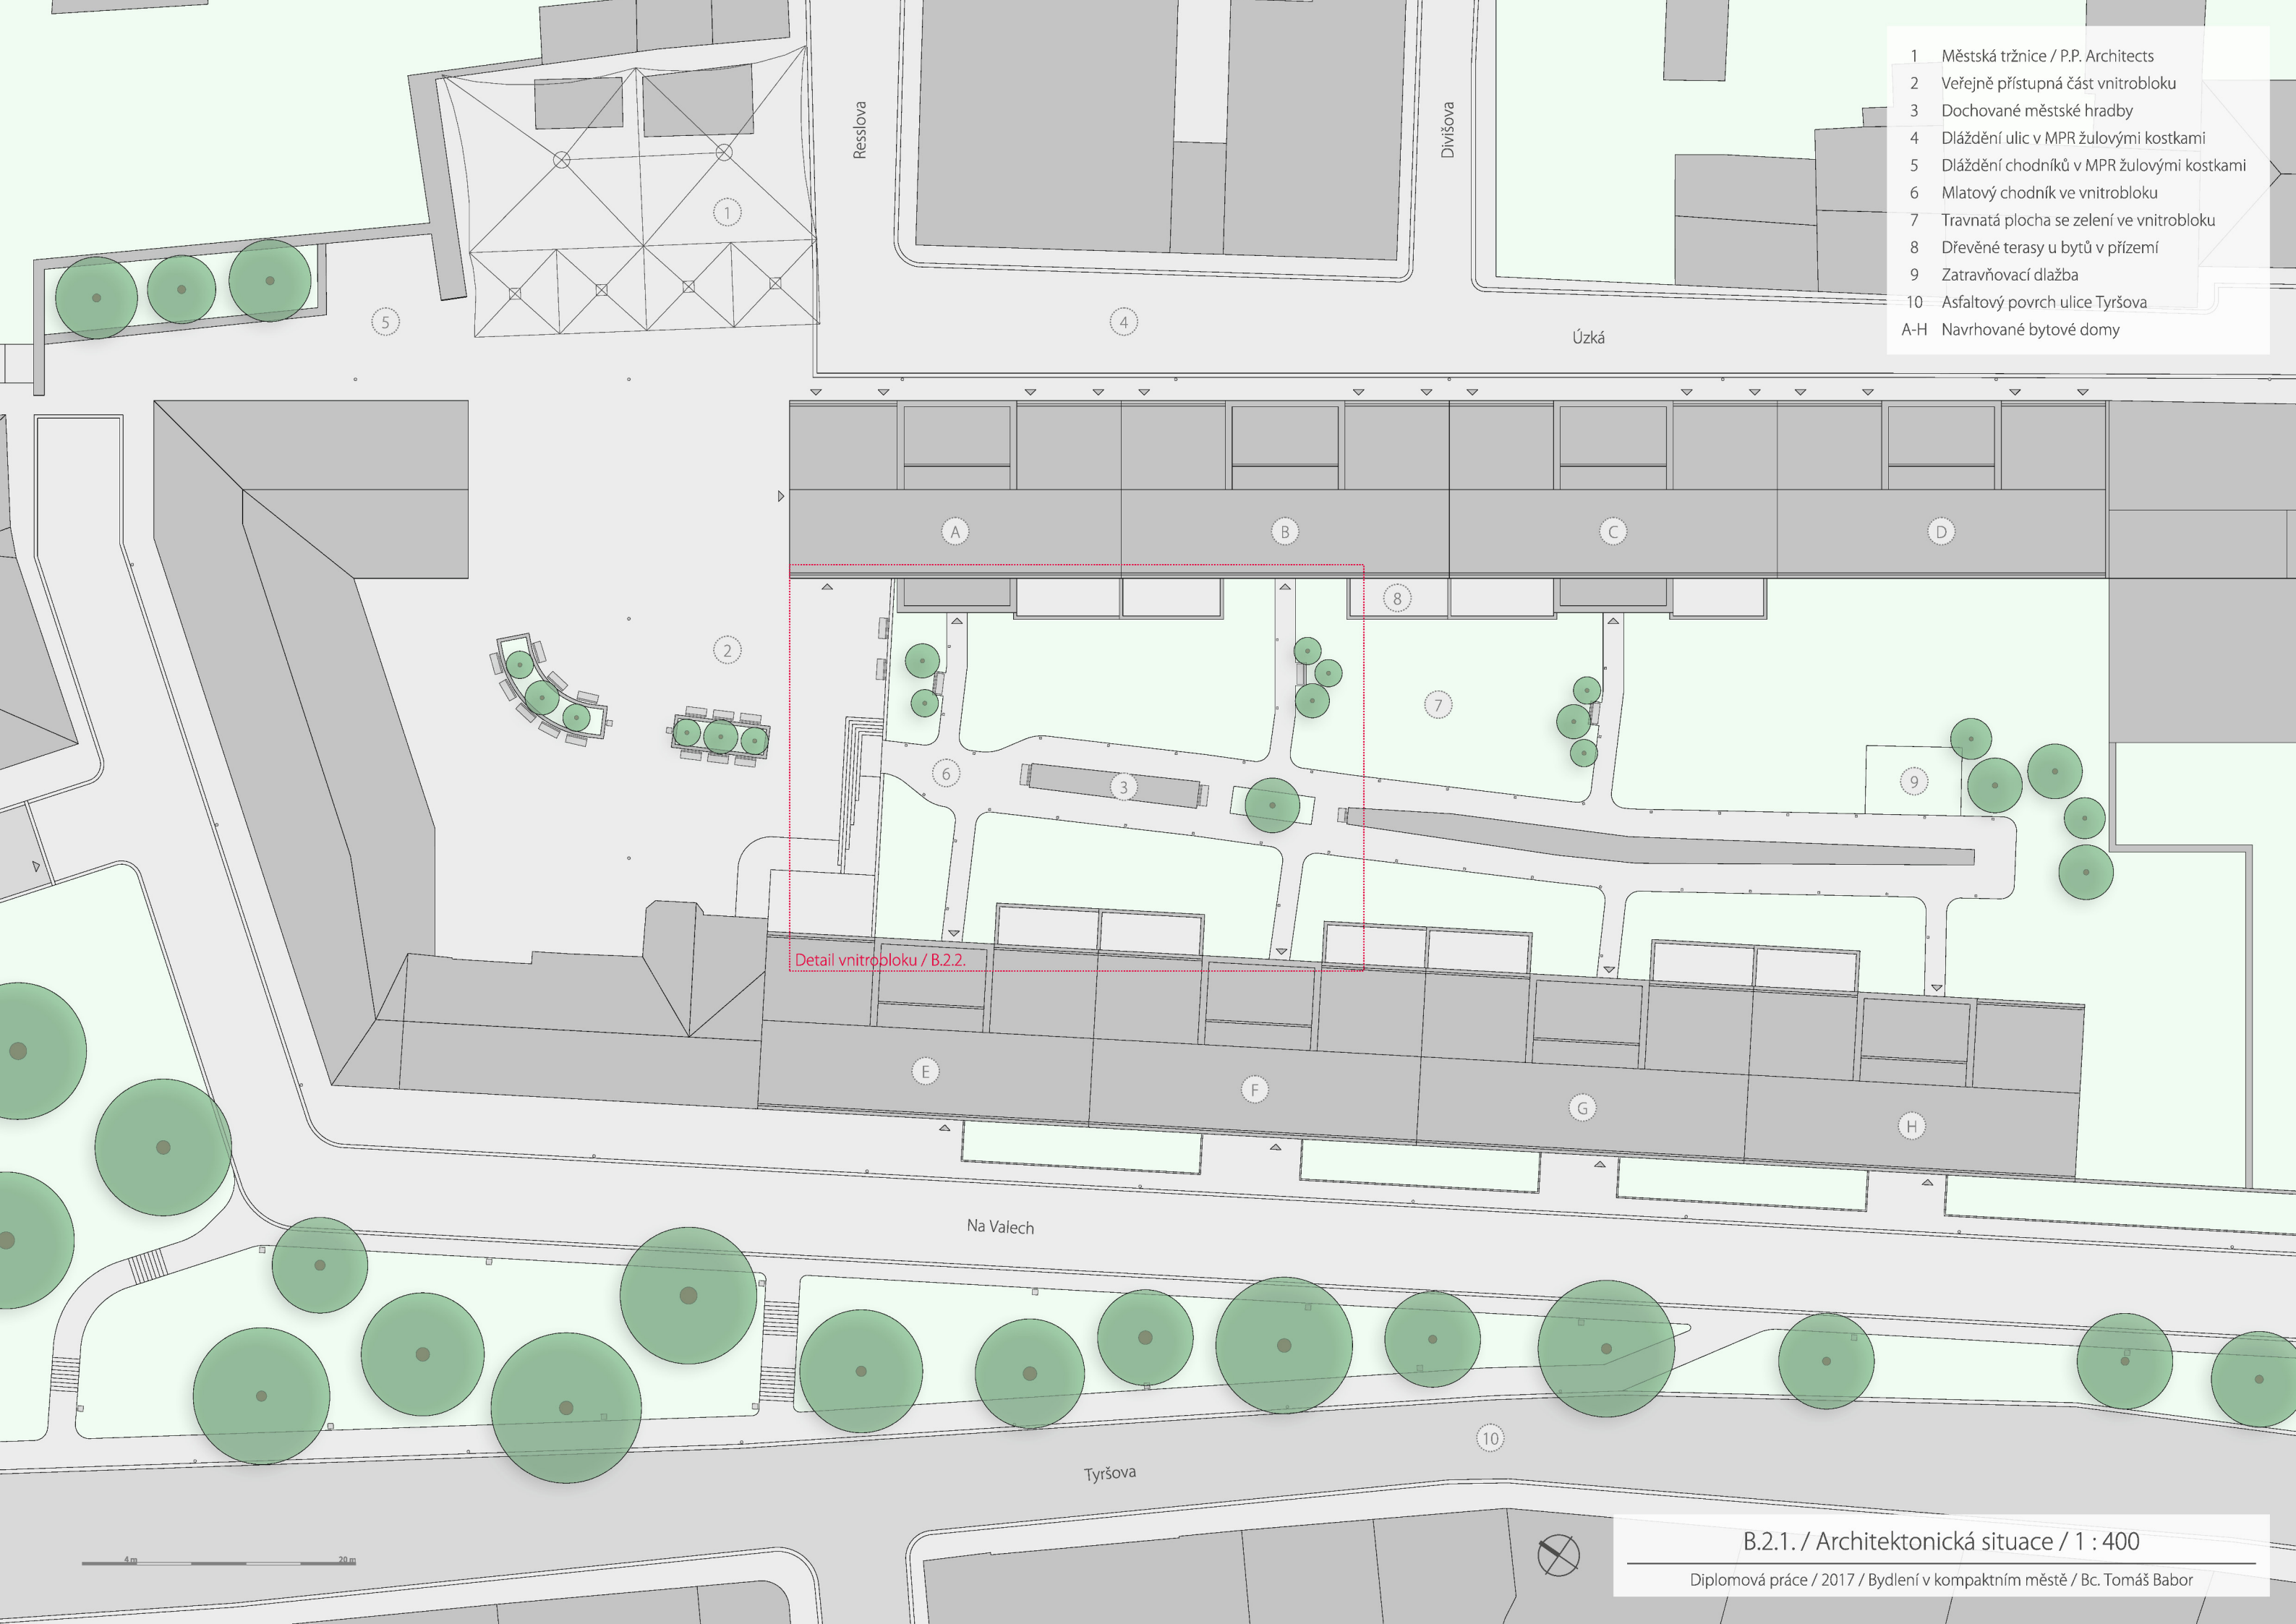 Resslova
Divišova
1 Městská tržnice / P.P. Architects
2 Veřejně přístupná část vnitrobloku
3 Dochované městské hradby
4 Dláždění ulic v MPR žulovými kostkami
5 Dláždění chodníků v MPR žulovými kostkami
6 Mlatový chodník ve vnitrobloku
7 Travnatá plocha se zelení ve vnitrobloku
8 Dřevěné terasy u bytů v přízemí
9 Zatravňovací dlažba
10 Asfaltový povrch ulice Tyršova
A-H Navrhované bytové domy
1
5
4
Úzká
A
B
C
D
8
2
7
6
3
9
Detail vnitrobloku / B.2.2.
E
F
G
H
Na Valech
10
Tyršova
4 m
20 m
B.2.1. / Architektonická situace / 1 : 400
Diplomová práce / 2017 / Bydlení v kompaktním městě / Bc. Tomáš Babor